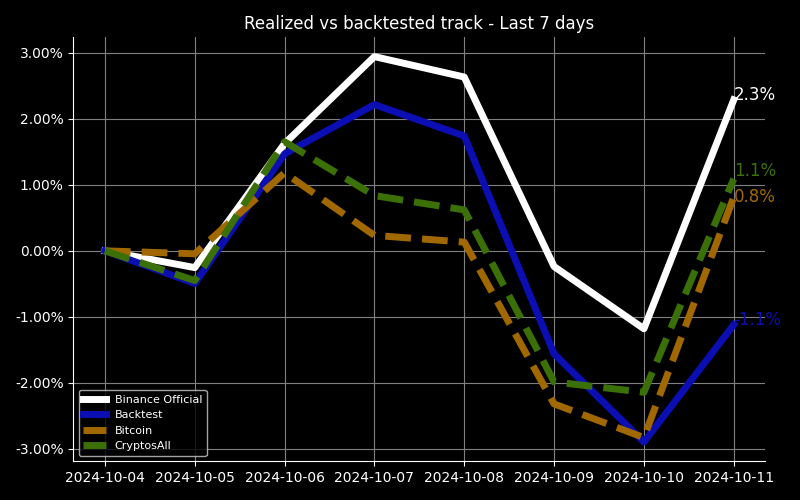 Realized vs backtested track - Last 7 days
3.00%
2.00%
1.00%
0.00%
-1.00%
-2.00%
-3.00%
2.3%
1.1%
0.8%
-1.1%
Binance Official
Backtest
Bitcoin
CryptosAll
2024-10-04 2024-10-05 2024-10-06 2024-10-07 2024-10-08 2024-10-09 2024-10-10 2024-10-11